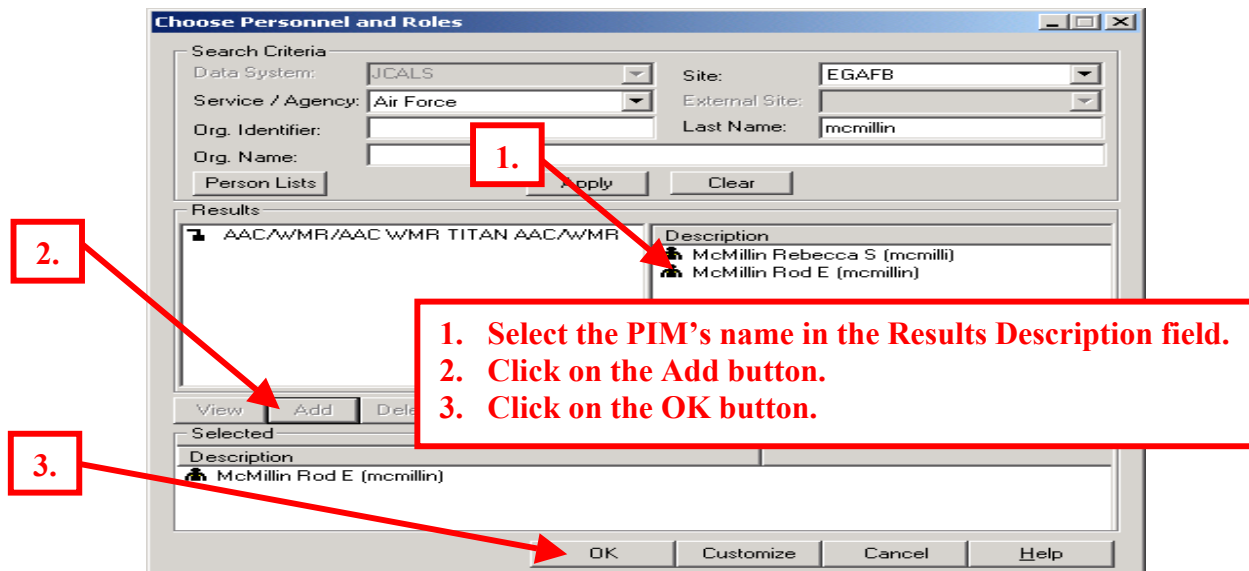 Choose Personnel and Roles
Search Criteria
Data System: JCALS Site: EGAFB
Service / Agency: Air Force External Site:
Org. Identifier: Last Name: mcmillin
Org. Name:
1.
Person Lists Apply Clear
Results
AAC/WMR/AAC WMR TITAN AAC/WMR Description
McMillin Rebecca S (mcmilli)
McMillin Rod E (mcmillin)
2.
1. Select the PIM’s name in the Results Description field.
2. Click on the Add button.
3. Click on the OK button.
View Add Dele
Selected
Description
3.
McMillin Rod E (mcmillin)
OK Customize Cancel Help